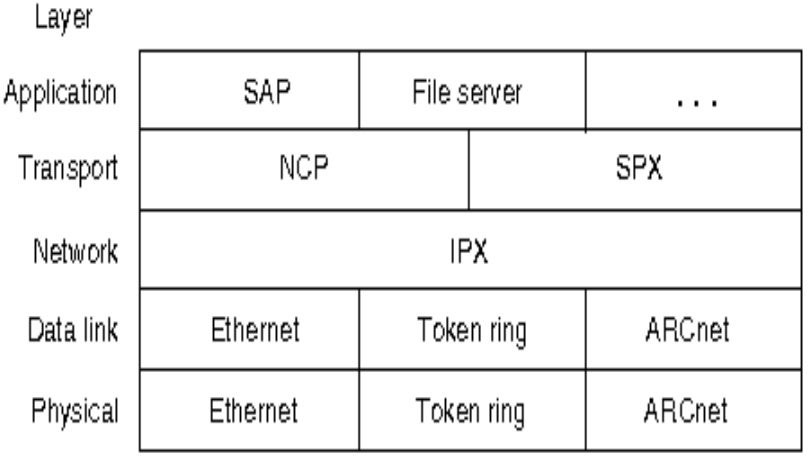 Layer
Application SAP File server ...
Transport NCP SPX
Network IPX
Data link Ethernet Token ring ARCnet
Physical Ethernet Token ring ARCnet